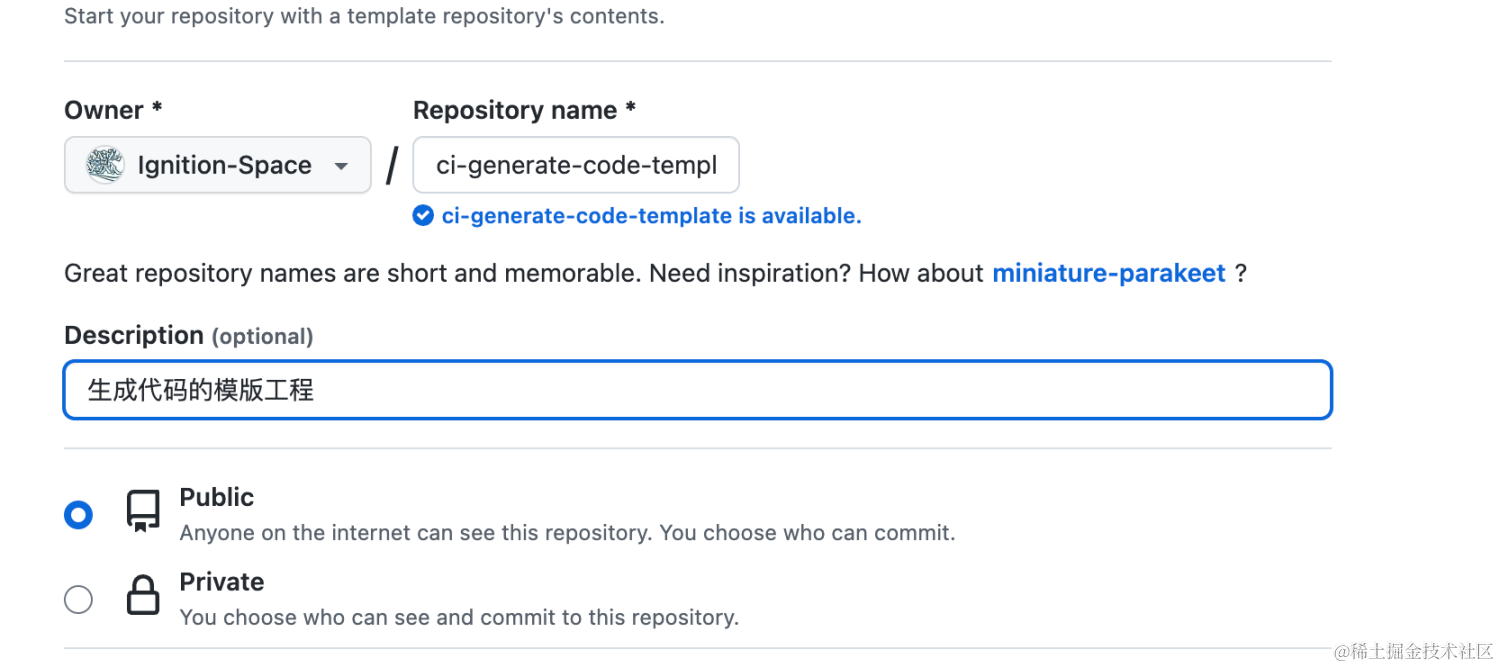 Start your repository with a template repository's contents.
Owner *
Repository name *
Ignition-Space
/
ci-generate-code-templ
ci-generate-code-template is available.
Great repository names are short and memorable. Need inspiration? How about miniature-parakeet ?
Description (optional)
生成代码的模版工程
Public
Anyone on the internet can see this repository. You choose who can commit.
Private
You choose who can see and commit to this repository.
@稀土掘金技术社区